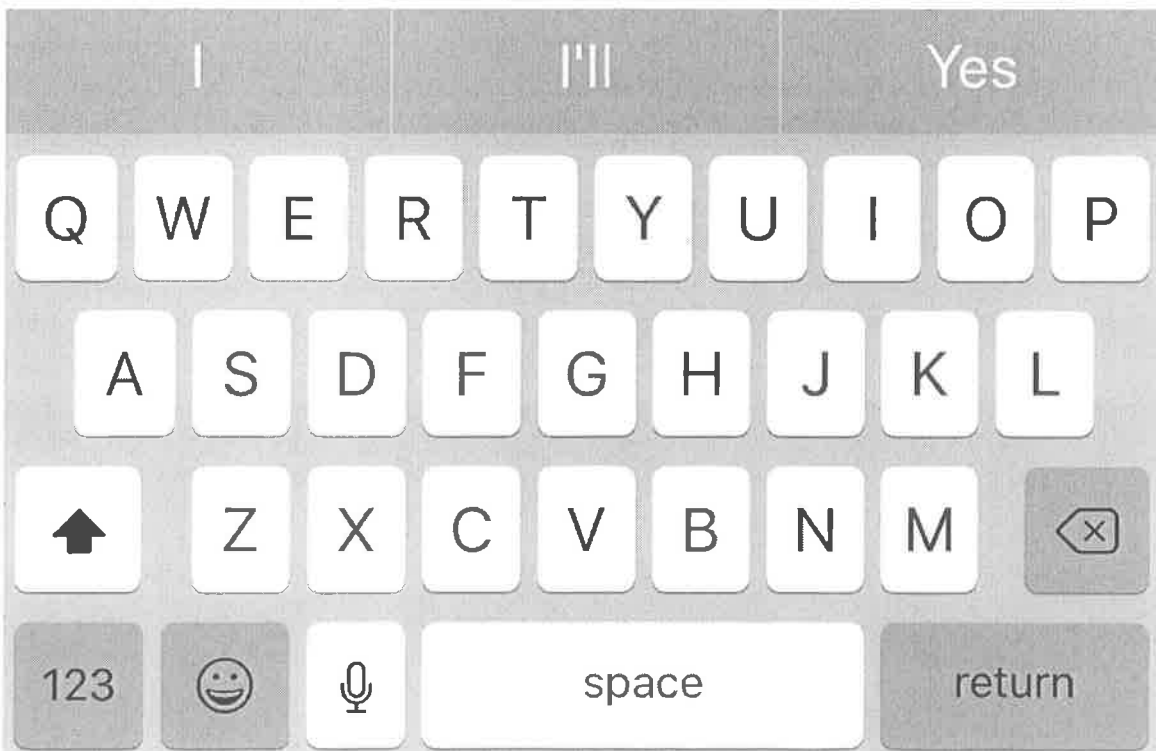 I I'll Yes
Q W E R T Y U I O P
A S D F G H J K L
Z X C V B N M
123 space return